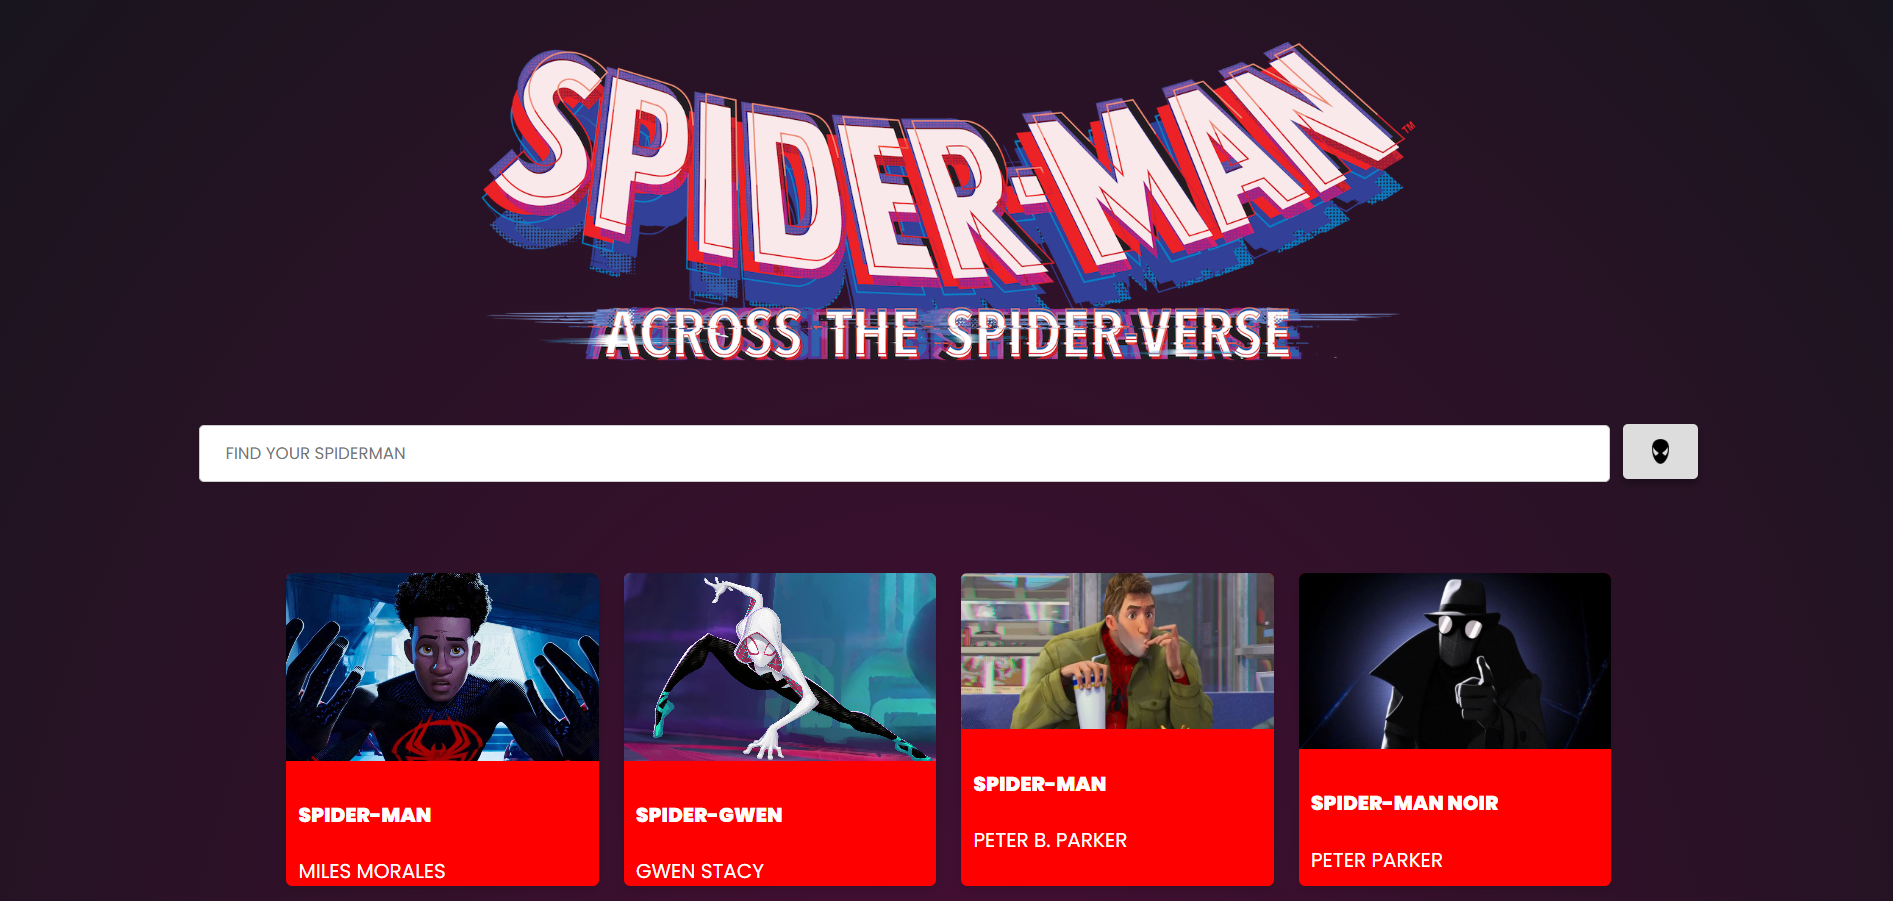 SPIDER-MAN™
ACROSS THE SPIDER-VERSE
FIND YOUR SPIDERMAN
SPIDER-MAN
MILES MORALES
SPIDER-GWEN
GWEN STACY
SPIDER-MAN
PETER B. PARKER
SPIDER-MAN NOIR
PETER PARKER